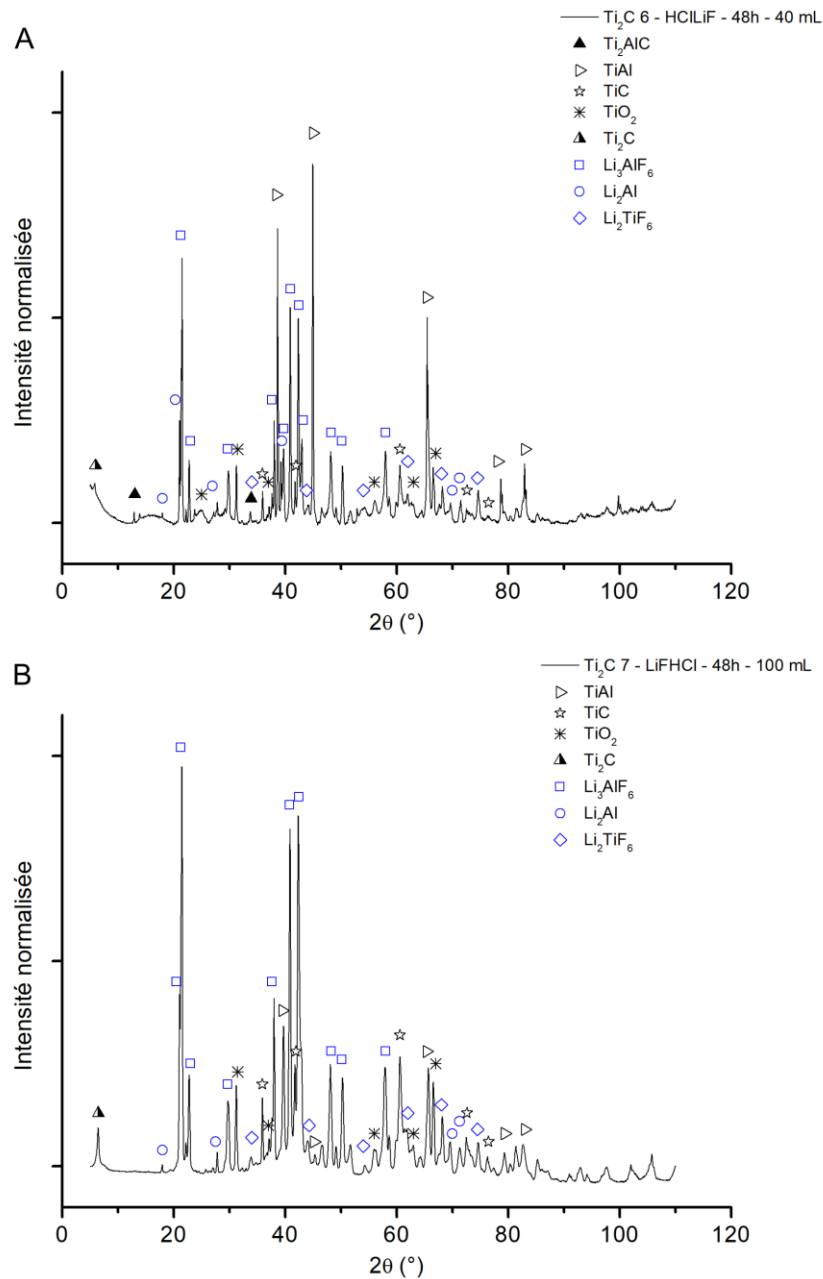 A
Ti₂C 6 - HClLiF - 48h - 40 mL
Ti₂AlC
TiAl
TiC
TiO₂
Ti₂C
Li₃AlF₆
Li₂Al
Li₂TiF₆
Intensité normalisée
0 20 40 60 80 100 120
2θ (°)
B
Ti₂C 7 - LiFHCl - 48h - 100 mL
TiAl
TiC
TiO₂
Ti₂C
Li₃AlF₆
Li₂Al
Li₂TiF₆
Intensité normalisée
0 20 40 60 80 100 120
2θ (°)